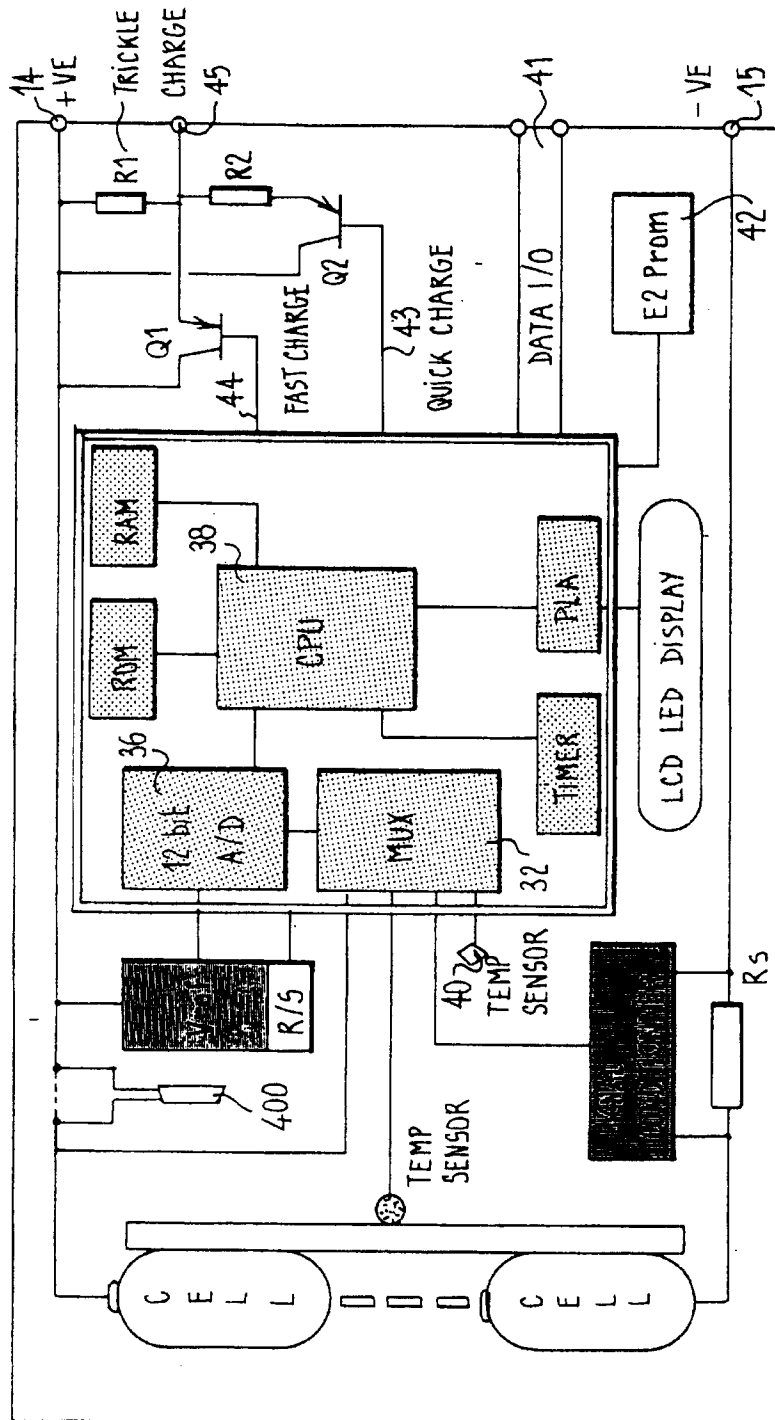 14
+VE
TRICKLE
CHARGE
45
R1
R2
Q1
Q2
44
FAST CHARGE
43
QUICK CHARGE
DATA I/O
41
- VE
15
E2 Prom
42
RAM
ROM
38
CPU
36
12 bit
A/D
MUX
32
PLA
TIMER
LCD LED DISPLAY
R/S
400
40
TEMP
SENSOR
TEMP
SENSOR
RS
CELL
CELL